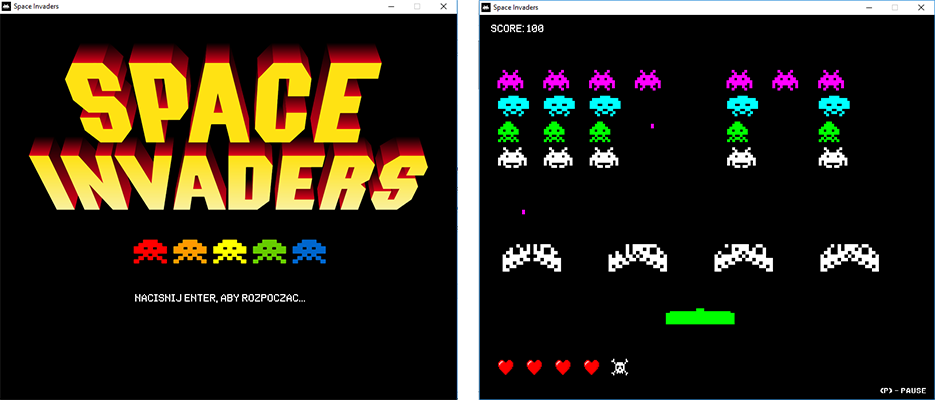 Space Invaders
SPACE
INVADERS
NACISNIJ ENTER, ABY ROZPOCZAC...
Space Invaders
SCORE: 100
(P) - PAUSE